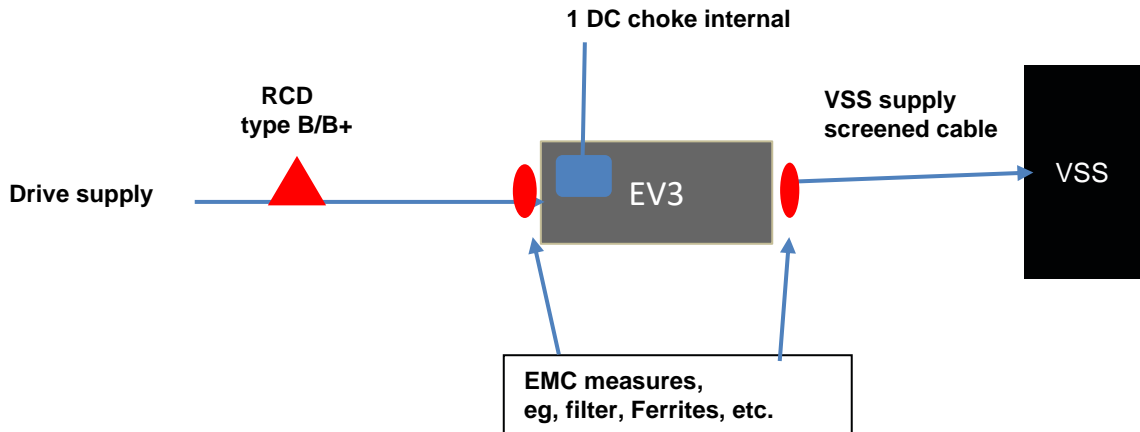 1 DC choke internal
RCD
type B/B+
VSS supply
screened cable
Drive supply
EV3
VSS
EMC measures,
eg, filter, Ferrites, etc.